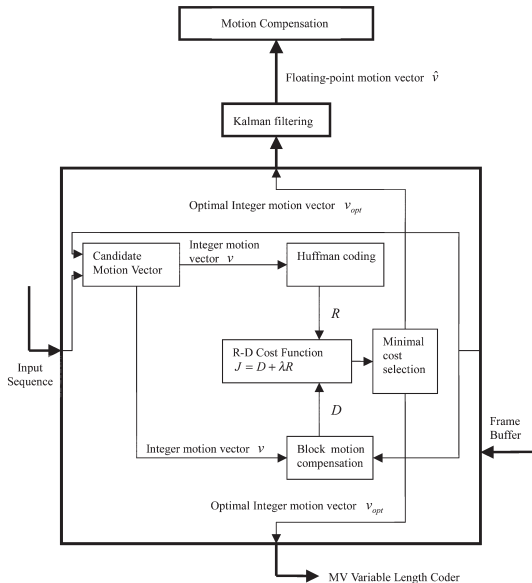 Motion Compensation
Floating-point motion vector v̂
Kalman filtering
Optimal Integer motion vector v_opt
Candidate
Motion Vector
Integer motion
vector v
Huffman coding
R
R-D Cost Function
J = D + λR
Minimal
cost
selection
Input
Sequence
D
Frame
Buffer
Integer motion vector v
Block motion
compensation
Optimal Integer motion vector v_opt
MV Variable Length Coder